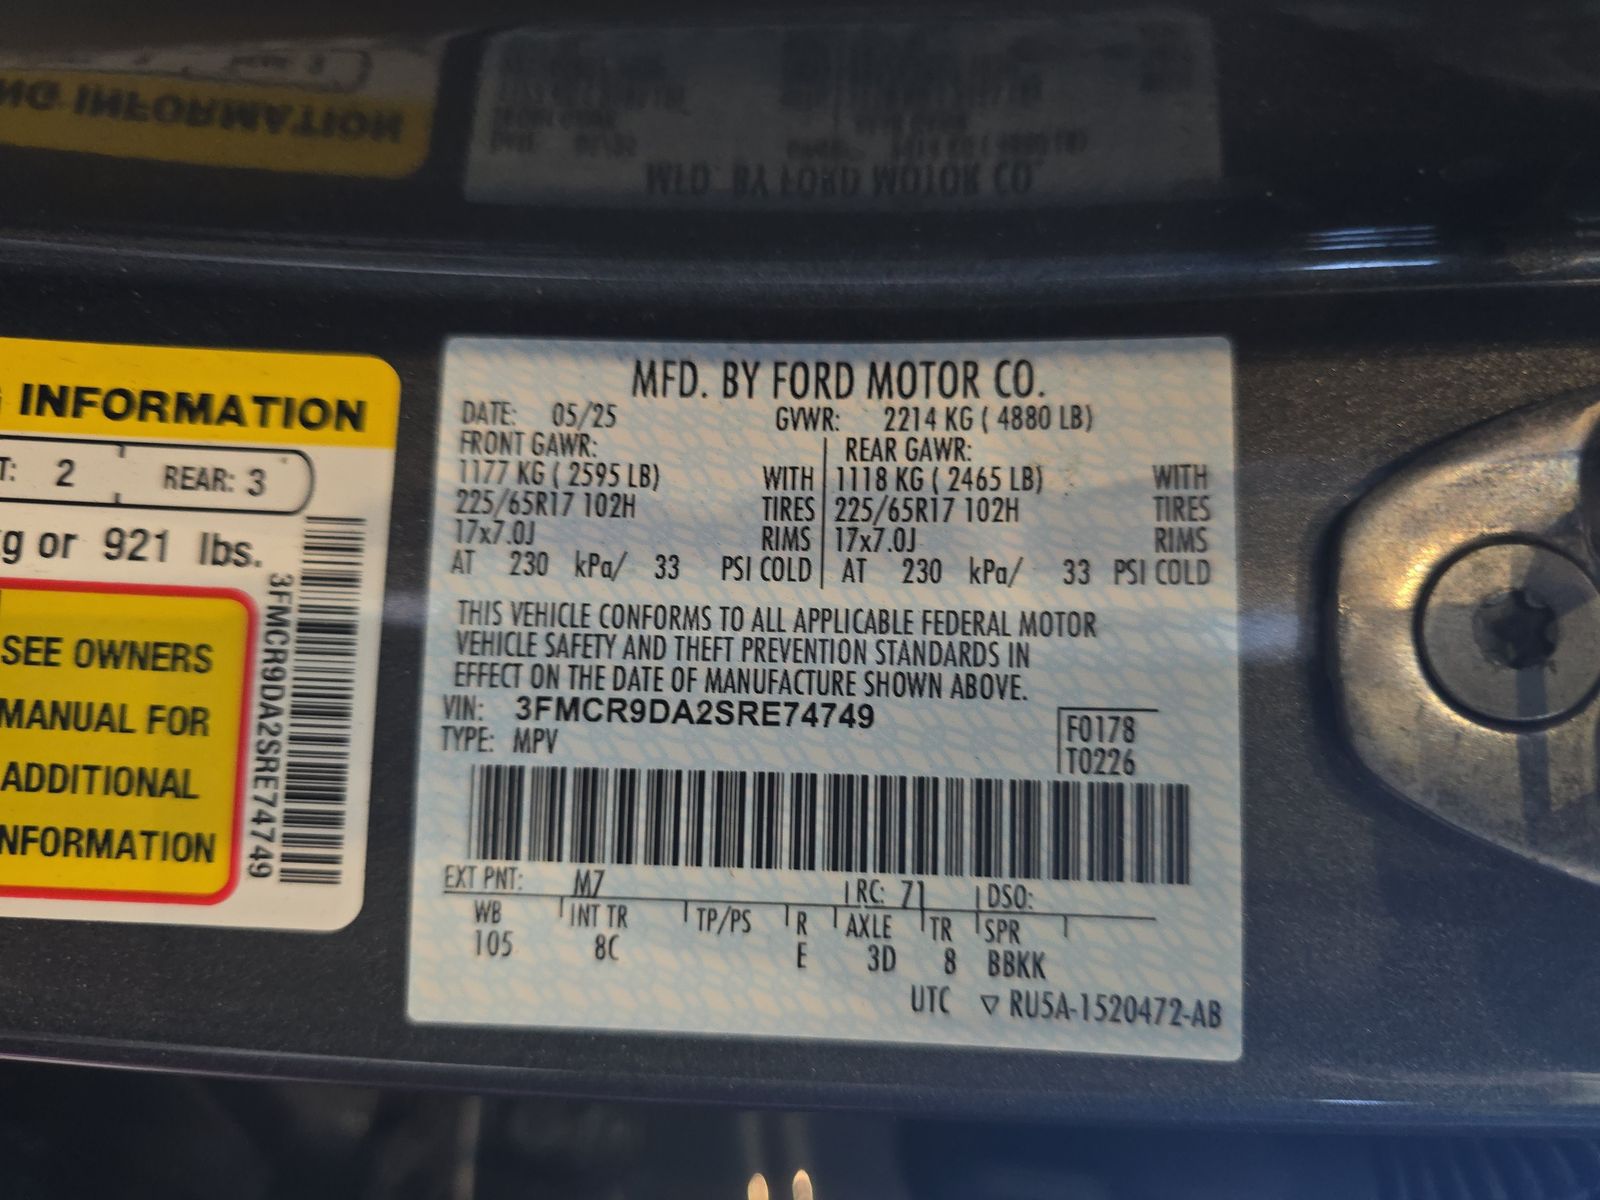 INFORMATION
T: 2 REAR: 3
kg or 921 lbs.
SEE OWNERS
MANUAL FOR
ADDITIONAL
INFORMATION
3FMCR9DA2SRE74749
MFD. BY FORD MOTOR CO.
DATE: 05/25 GVWR: 2214 KG ( 4880 LB)
FRONT GAWR: REAR GAWR:
1177 KG ( 2595 LB) WITH 1118 KG ( 2465 LB) WITH
225/65R17 102H TIRES 225/65R17 102H TIRES
17x7.0J RIMS 17x7.0J RIMS
AT 230 kPa/ 33 PSI COLD AT 230 kPa/ 33 PSI COLD
THIS VEHICLE CONFORMS TO ALL APPLICABLE FEDERAL MOTOR
VEHICLE SAFETY AND THEFT PREVENTION STANDARDS IN
EFFECT ON THE DATE OF MANUFACTURE SHOWN ABOVE.
VIN: 3FMCR9DA2SRE74749
TYPE: MPV
F0178
T0226
EXT PNT: M7 RC: 71 DSO:
WB INT TR TP/PS R AXLE TR SPR
105 8C E 3D 8 BBKK
UTC ▽ RU5A-1520472-AB